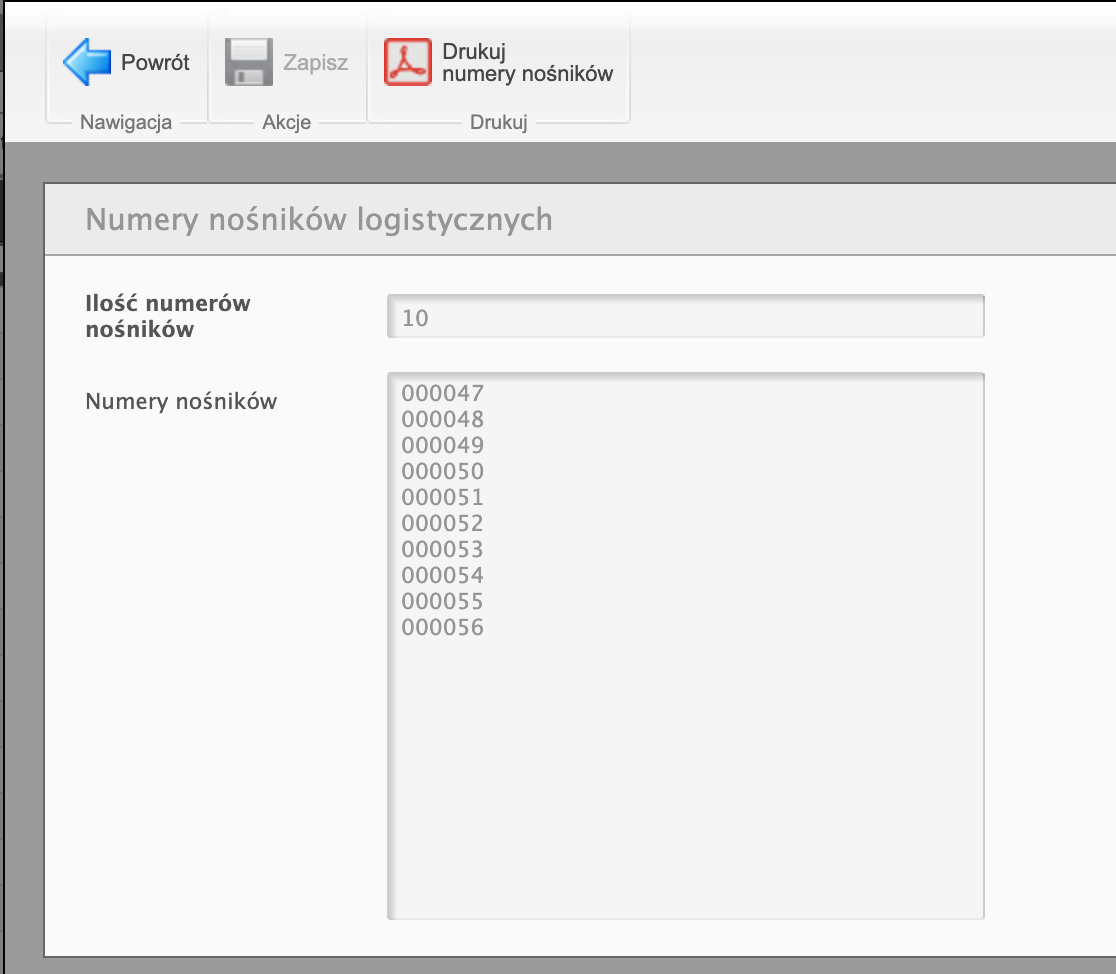 Powrót
Zapisz
Drukuj
numery nośników
Nawigacja
Akcje
Drukuj
Numery nośników logistycznych
Ilość numerów
nośników
10
Numery nośników
000047
000048
000049
000050
000051
000052
000053
000054
000055
000056